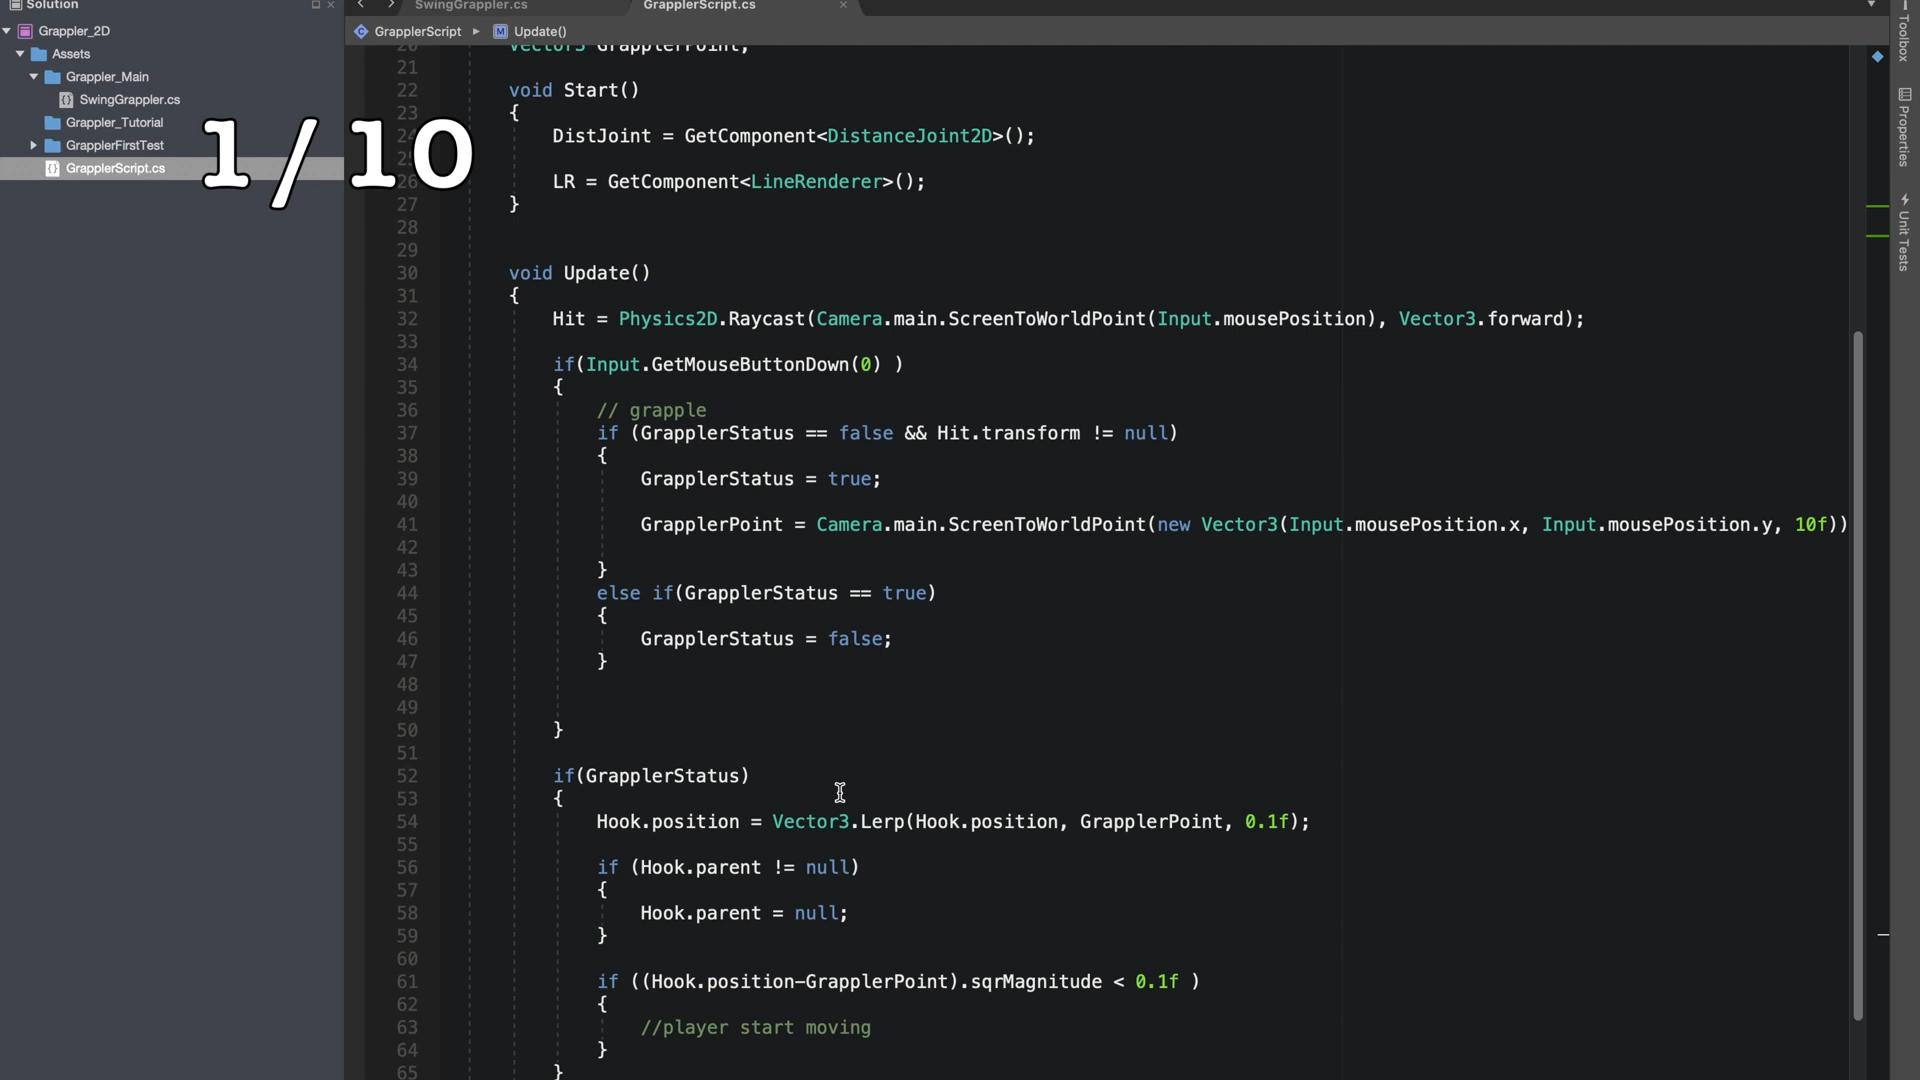 Solution
SwingGrappler.cs
GrapplerScript.cs
Grappler_2D
Assets
Grappler_Main
SwingGrappler.cs
Grappler_Tutorial
GrapplerFirstTest
GrapplerScript.cs
1/10
GrapplerScript
Update()
20 Vector3 GrapplerPoint;
21
22 void Start()
23 {
24 DistJoint = GetComponent<DistanceJoint2D>();
25
26 LR = GetComponent<LineRenderer>();
27 }
28
29
30 void Update()
31 {
32 Hit = Physics2D.Raycast(Camera.main.ScreenToWorldPoint(Input.mousePosition), Vector3.forward);
33
34 if(Input.GetMouseButtonDown(0) )
35 {
36 // grapple
37 if (GrapplerStatus == false && Hit.transform != null)
38 {
39 GrapplerStatus = true;
40
41 GrapplerPoint = Camera.main.ScreenToWorldPoint(new Vector3(Input.mousePosition.x, Input.mousePosition.y, 10f))
42
43 }
44 else if(GrapplerStatus == true)
45 {
46 GrapplerStatus = false;
47 }
48
49
50 }
51
52 if(GrapplerStatus)
53 {
54 Hook.position = Vector3.Lerp(Hook.position, GrapplerPoint, 0.1f);
55
56 if (Hook.parent != null)
57 {
58 Hook.parent = null;
59 }
60
61 if ((Hook.position-GrapplerPoint).sqrMagnitude < 0.1f )
62 {
63 //player start moving
64 }
65 }
Toolbox
Properties
Unit Tests